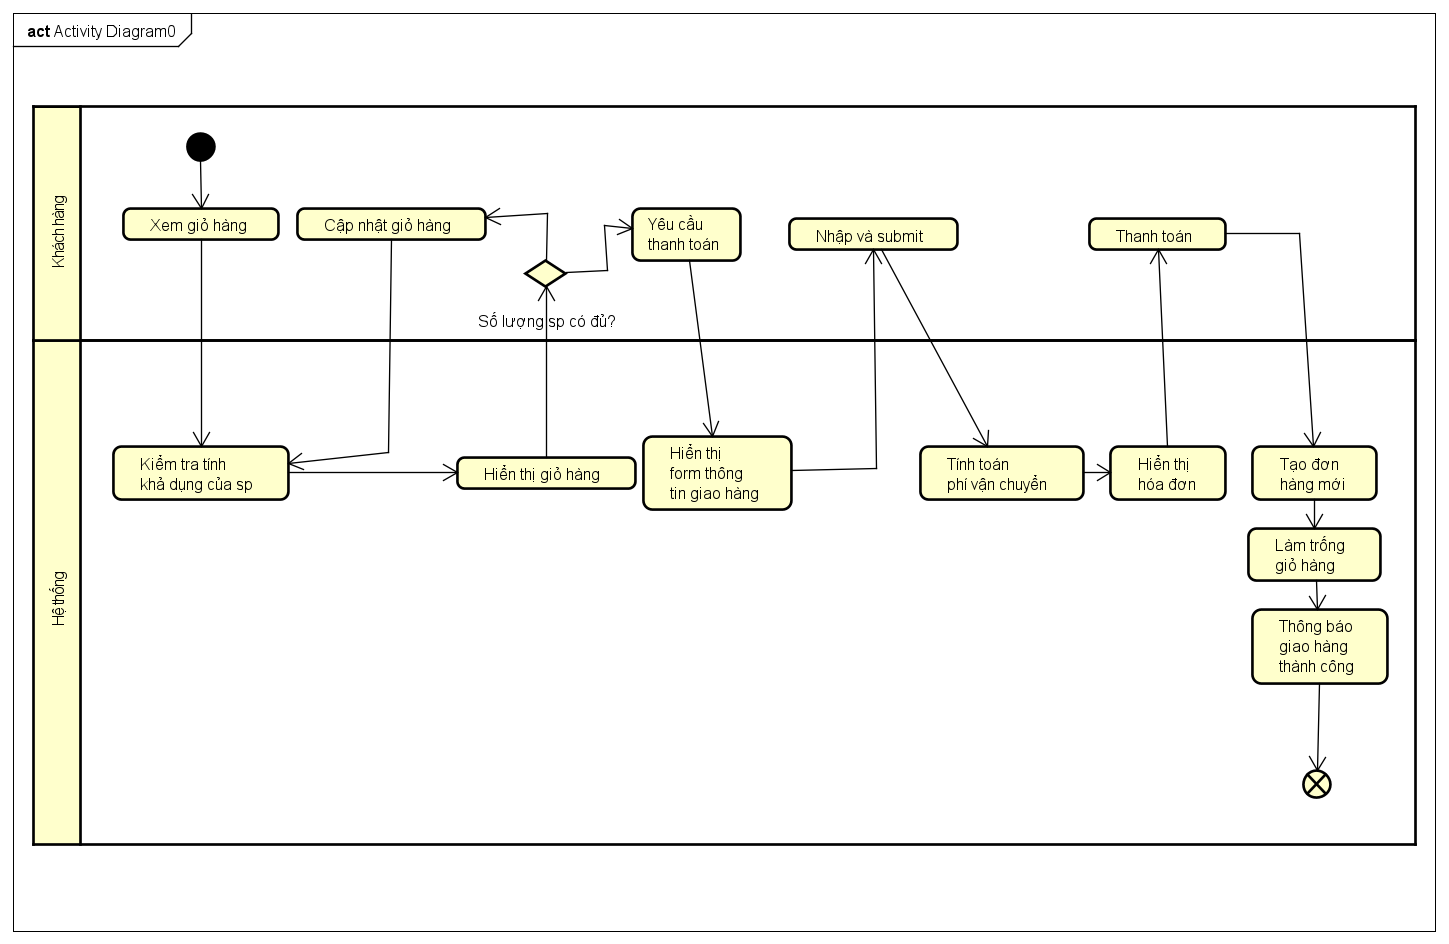 act Activity Diagram0
Khách hàng
Xem giỏ hàng
Cập nhật giỏ hàng
Yêu cầu
thanh toán
Nhập và submit
Thanh toán
Số lượng sp có đủ?
Hệ thống
Kiểm tra tính
khả dụng của sp
Hiển thị giỏ hàng
Hiển thị
form thông
tin giao hàng
Tính toán
phí vận chuyển
Hiển thị
hóa đơn
Tạo đơn
hàng mới
Làm trống
giỏ hàng
Thông báo
giao hàng
thành công